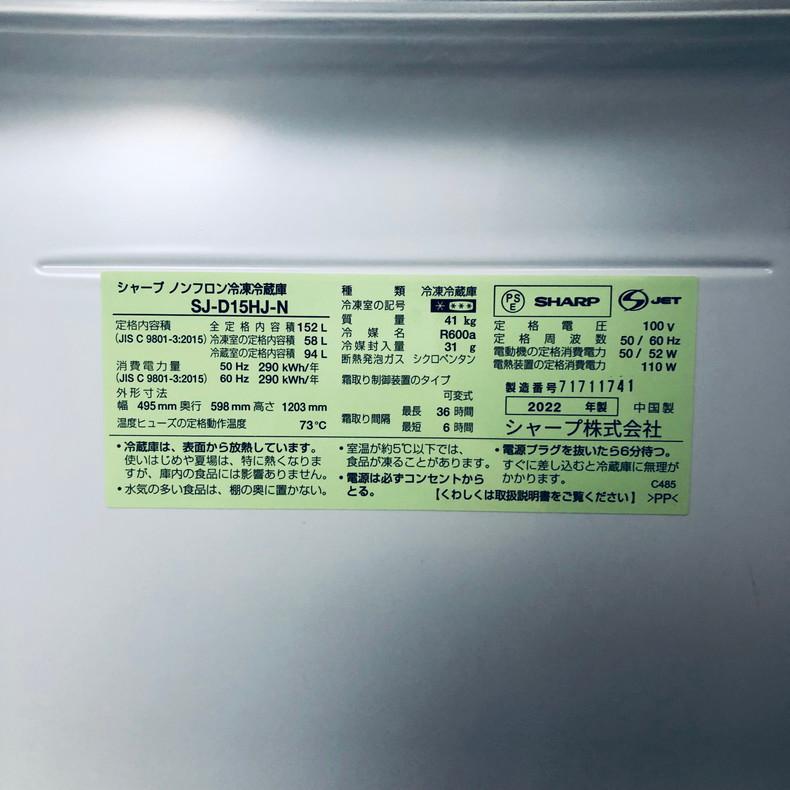 シャープ ノンフロン冷凍冷蔵庫
SJ-D15HJ-N
定格内容積 全定格内容積 152 L
(JIS C 9801-3:2015) 冷凍室の定格内容積 58 L
冷蔵室の定格内容積 94 L
消費電力量 50 Hz 290 kWh/年
(JIS C 9801-3:2015) 60 Hz 290 kWh/年
外形寸法
幅 495 mm 奥行 598 mm 高さ 1203 mm
温度ヒューズの定格動作温度 73℃
種類 冷凍冷蔵庫
冷凍室の記号 * ***
質量 41 kg
冷媒名 R600a
冷媒封入量 31 g
断熱発泡ガス シクロペンタン
霜取り制御装置のタイプ
可変式
霜取り間隔 最長 36 時間
最短 6 時間
PS E SHARP S JET
定格電圧 100 V
定格周波数 50 / 60 Hz
電動機の定格消費電力 50 / 52 W
電熱装置の定格消費電力 110 W
製造番号 71711741
2022 年製 中国製
シャープ株式会社
・冷蔵庫は、表面から放熱しています。
使いはじめや夏場は、特に熱くなりま
すが、庫内の食品には影響ありません。
・水気の多い食品は、棚の奥に置かない。
・室温が約5℃以下では、
食品が凍ることがあります。
・電源は必ずコンセントから
とる。
・電源プラグを抜いたら6分待つ。
すぐに差し込むと冷蔵庫に無理が
かかります。
C485
【くわしくは取扱説明書をご覧ください】 >PP<